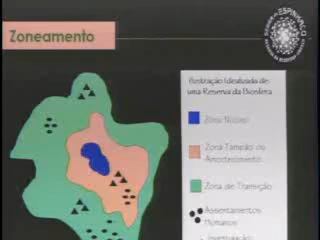 Zoneamento
ESPINHAÇO
Ilustração Idealizada de
uma Reserva da Biosfera
Zona Núcleo
Zona Tampão ou
Amortecimento
Zona de Transição
Assentamentos
Humanos